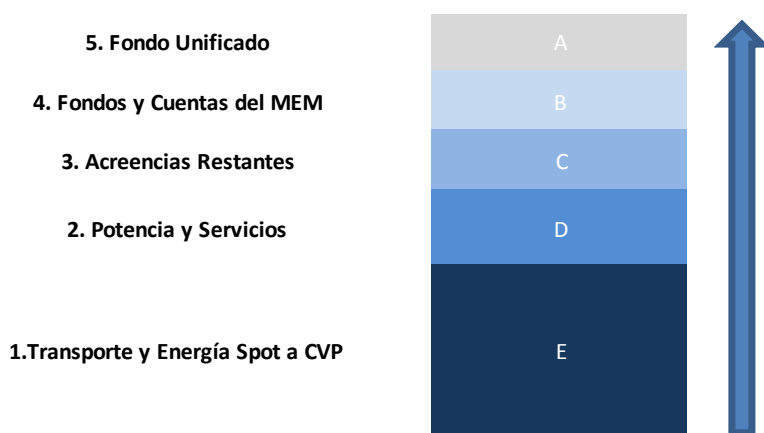 5. Fondo Unificado
A
4. Fondos y Cuentas del MEM
B
3. Acreencias Restantes
C
2. Potencia y Servicios
D
1.Transporte y Energía Spot a CVP
E